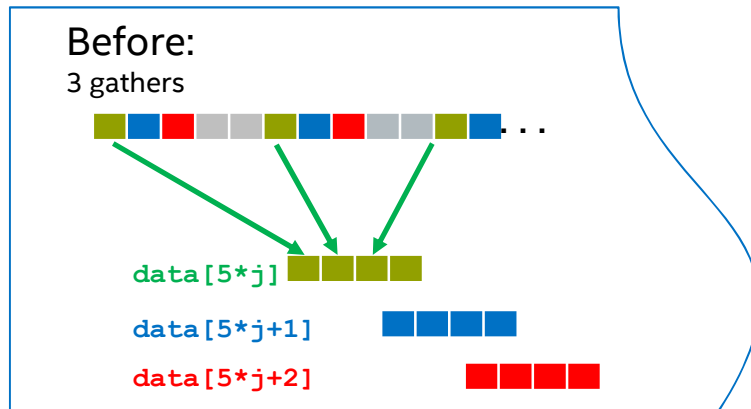 Before:
3 gathers
...
data[5*j]
data[5*j+1]
data[5*j+2]